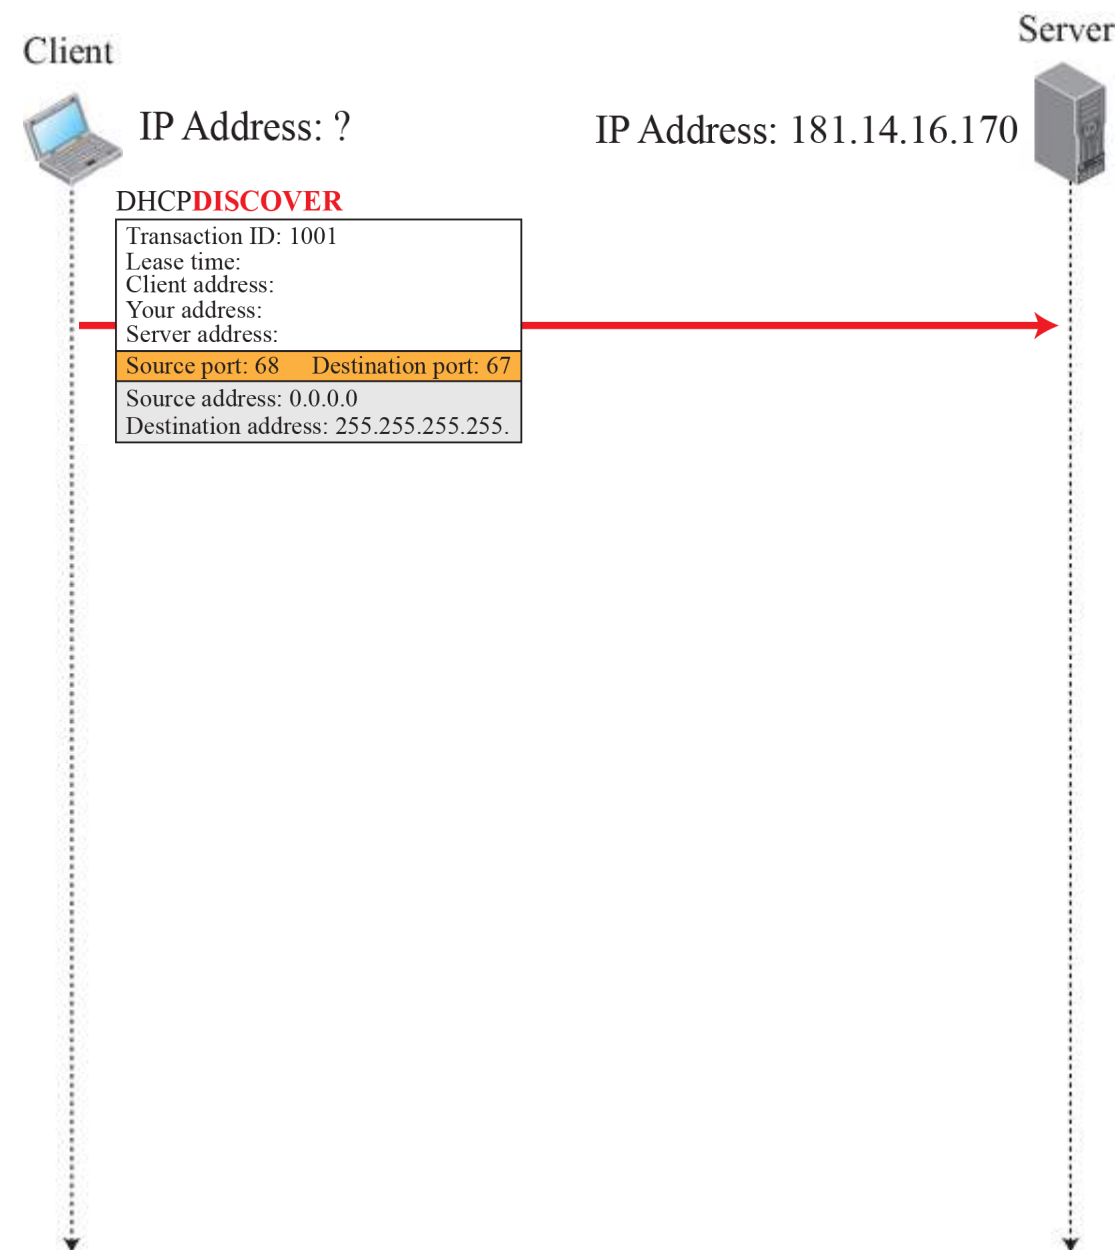 Client
Server
IP Address: ?
IP Address: 181.14.16.170
DHCPDISCOVER
Transaction ID: 1001
Lease time:
Client address:
Your address:
Server address:
Source port: 68 Destination port: 67
Source address: 0.0.0.0
Destination address: 255.255.255.255.